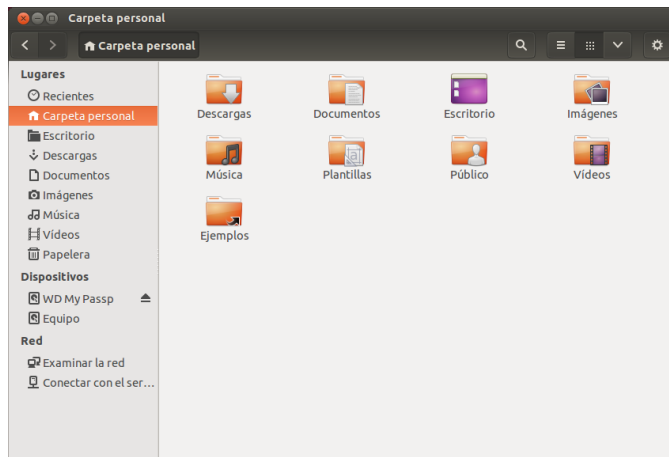 Carpeta personal
Carpeta personal
Lugares
Recientes
Carpeta personal
Escritorio
Descargas
Documentos
Imágenes
Música
Vídeos
Papelera
Dispositivos
WD My Passp
Equipo
Red
Examinar la red
Conectar con el ser...
Descargas Documentos Escritorio Imágenes
Música Plantillas Público Vídeos
Ejemplos